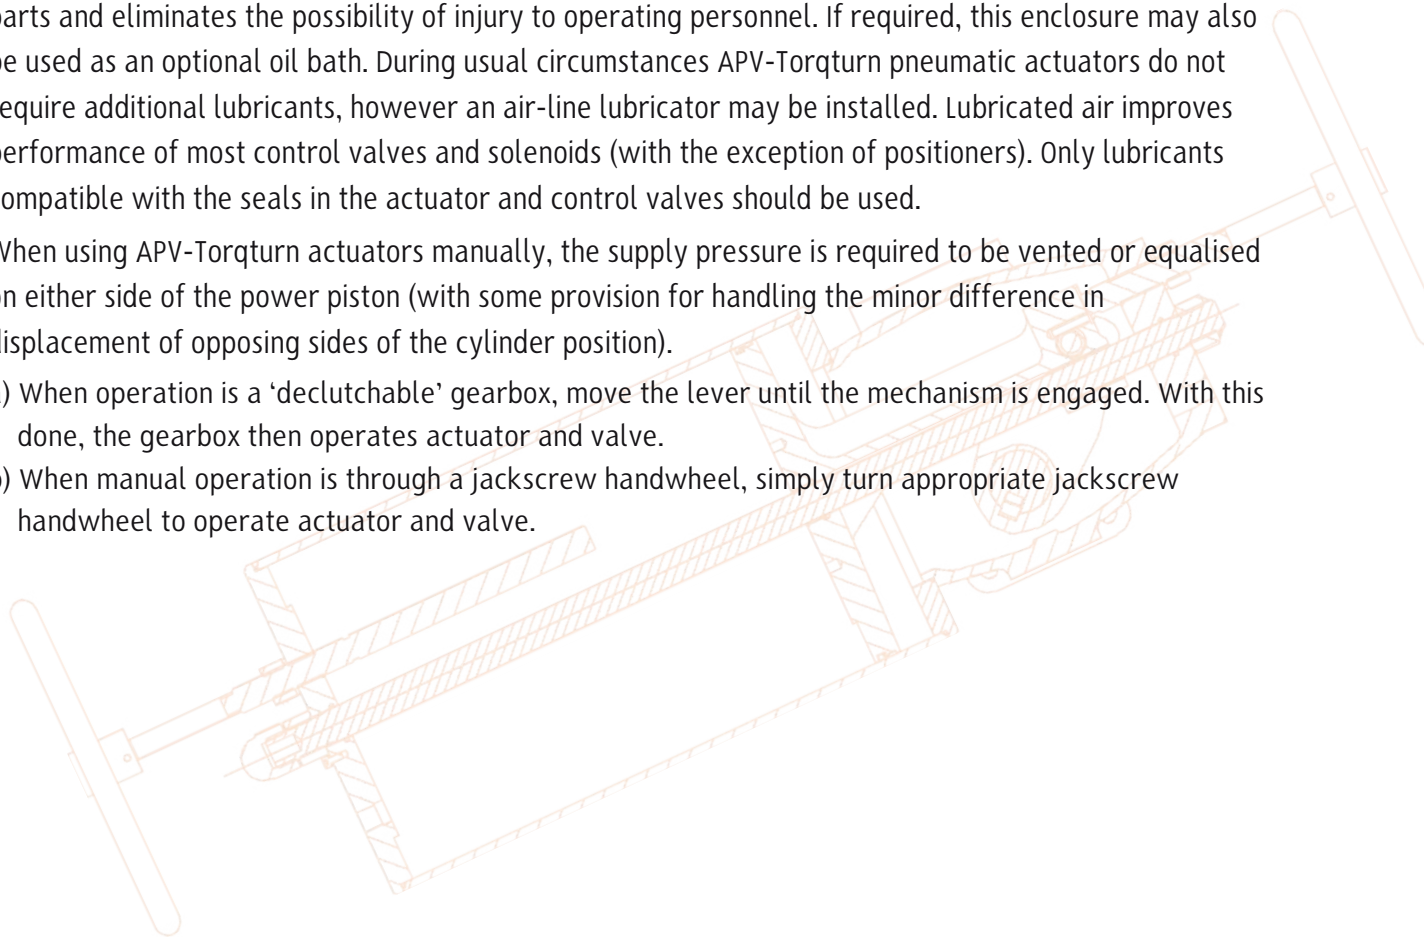 arts and eliminates the possibility of injury to operating personnel. If required, this enclosure may also
e used as an optional oil bath. During usual circumstances APV-Torqturn pneumatic actuators do not
equire additional lubricants, however an air-line lubricator may be installed. Lubricated air improves
erformance of most control valves and solenoids (with the exception of positioners). Only lubricants
ompatible with the seals in the actuator and control valves should be used.
When using APV-Torqturn actuators manually, the supply pressure is required to be vented or equalised
n either side of the power piston (with some provision for handling the minor difference in
isplacement of opposing sides of the cylinder position).
) When operation is a ‘declutchable’ gearbox, move the lever until the mechanism is engaged. With this
done, the gearbox then operates actuator and valve.
) When manual operation is through a jackscrew handwheel, simply turn appropriate jackscrew
handwheel to operate actuator and valve.